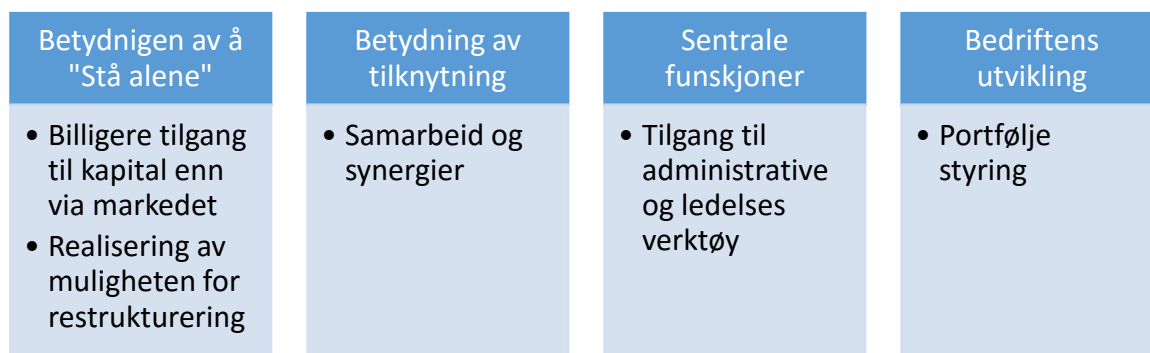 Betydnigen av å
"Stå alene"
• Billigere tilgang
til kapital enn
via markedet
• Realisering av
muligheten for
restrukturering
Betydning av
tilknytning
• Samarbeid og
synergier
Sentrale
funskjoner
• Tilgang til
administrative
og ledelses
verktøy
Bedriftens
utvikling
• Portfølje
styring